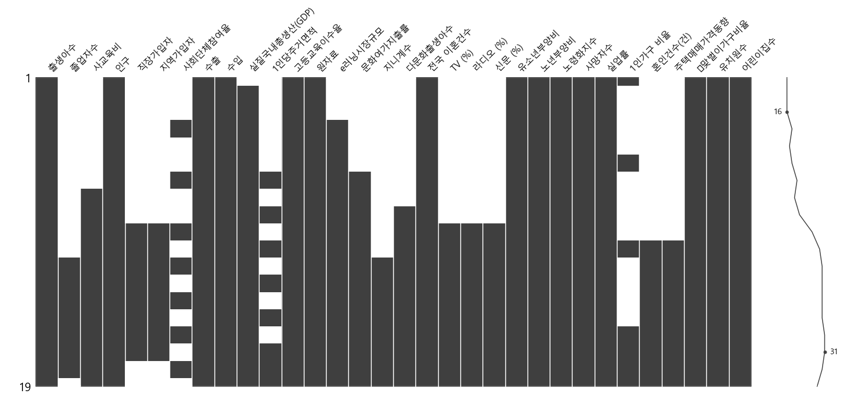 출생아수
졸업자수
사교육비
인구
직장가입자
지역가입자
사회단체참여율
수출
수입
실질국내총생산(GDP)
1인당주거면적
고등교육이수율
원자료
e러닝시장규모
문화여가지출률
지니계수
다문화출생아수
전국 이혼건수
TV (%)
라디오 (%)
신문 (%)
유소년부양비
노년부양비
노령화지수
사망자수
실업률
1인가구 비율
혼인건수(건)
주택매매가격동향
맞벌이가구비율
유치원수
어린이집수
1
16
31
19